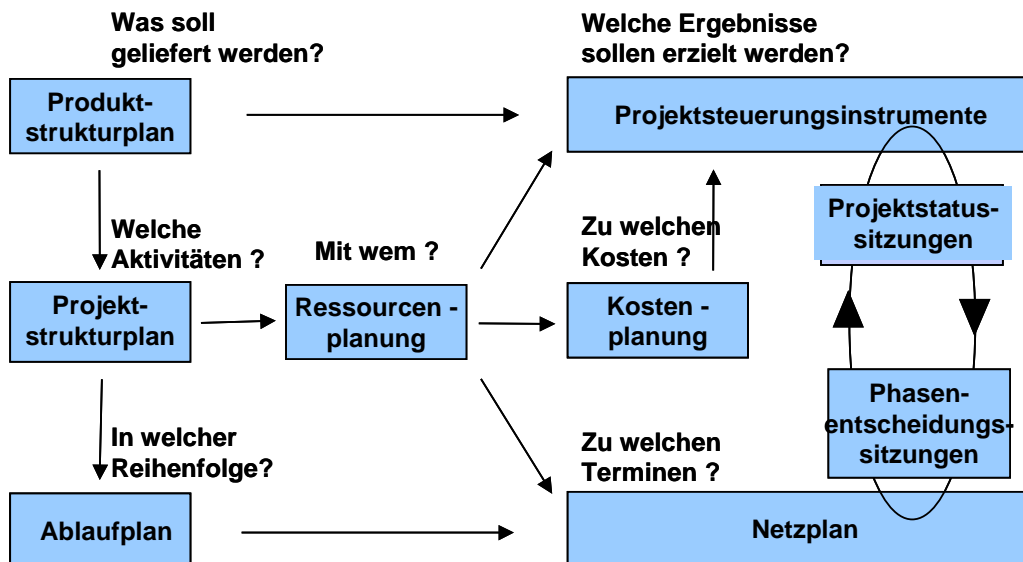 Was soll
geliefert werden?
Welche Ergebnisse
sollen erzielt werden?
Produkt-
strukturplan
Projektsteuerungsinstrumente
Projektstatus-
sitzungen
Welche
Aktivitäten ?
Mit wem ?
Zu welchen
Kosten ?
Projekt-
strukturplan
Ressourcen -
planung
Kosten -
planung
Phasen-
entscheidungs-
sitzungen
In welcher
Reihenfolge?
Zu welchen
Terminen ?
Ablaufplan
Netzplan